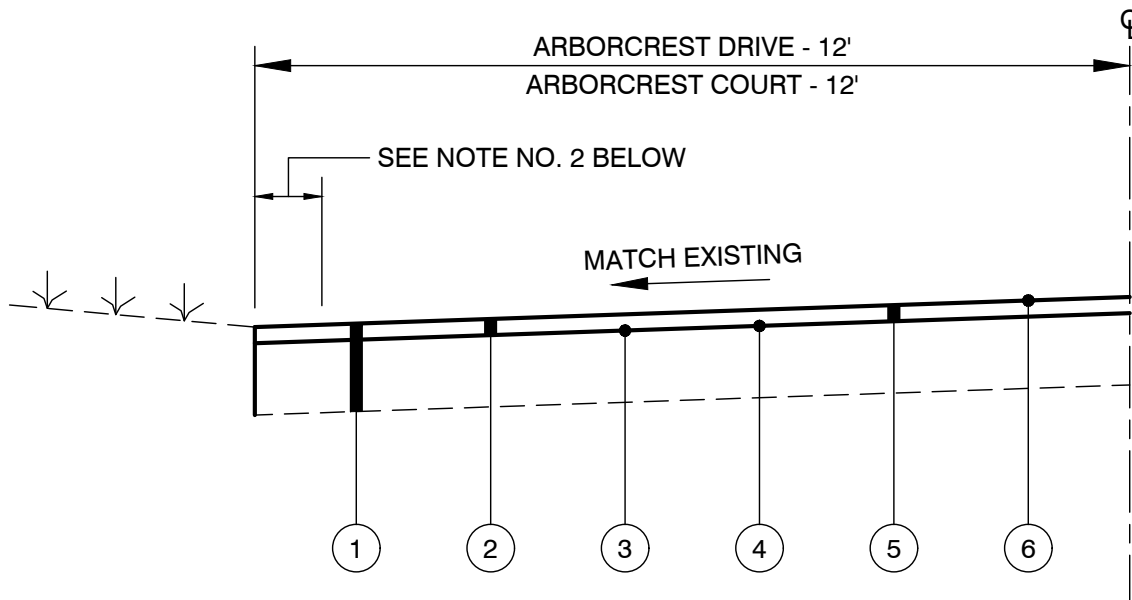 ℄
ARBORCREST DRIVE - 12'
ARBORCREST COURT - 12'
SEE NOTE NO. 2 BELOW
MATCH EXISTING
1 2 3 4 5 6